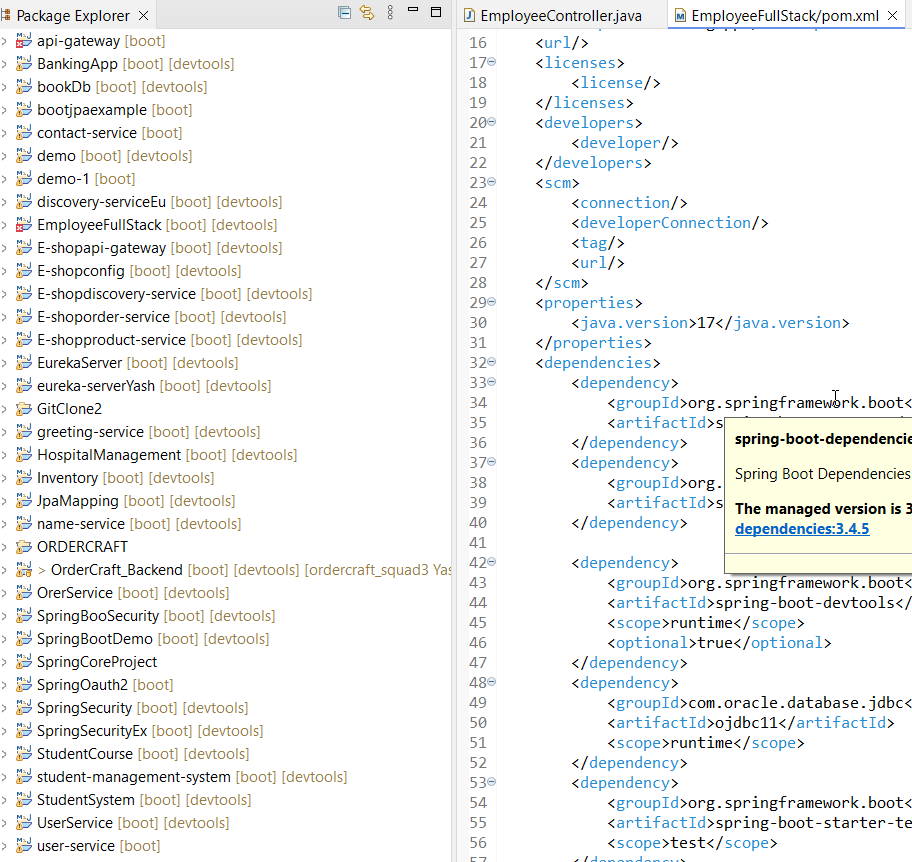 Package Explorer
api-gateway [boot]
BankingApp [boot] [devtools]
bookDb [boot] [devtools]
bootjpaexample [boot]
contact-service [boot]
demo [boot] [devtools]
demo-1 [boot]
discovery-serviceEu [boot] [devtools]
EmployeeFullStack [boot] [devtools]
E-shopapi-gateway [boot] [devtools]
E-shopconfig [boot] [devtools]
E-shopdiscovery-service [boot] [devtools]
E-shoporder-service [boot] [devtools]
E-shopproduct-service [boot] [devtools]
EurekaServer [boot] [devtools]
eureka-serverYash [boot] [devtools]
GitClone2
greeting-service [boot] [devtools]
HospitalManagement [boot] [devtools]
Inventory [boot] [devtools]
JpaMapping [boot] [devtools]
name-service [boot] [devtools]
ORDERCRAFT
> OrderCraft_Backend [boot] [devtools] [ordercraft_squad3 Yas
OrerService [boot] [devtools]
SpringBooSecurity [boot] [devtools]
SpringBootDemo [boot] [devtools]
SpringCoreProject
SpringOauth2 [boot]
SpringSecurity [boot] [devtools]
SpringSecurityEx [boot] [devtools]
StudentCourse [boot] [devtools]
student-management-system [boot] [devtools]
StudentSystem [boot] [devtools]
UserService [boot] [devtools]
user-service [boot]
EmployeeController.java
EmployeeFullStack/pom.xml
16 <url/>
17 <licenses>
18 <license/>
19 </licenses>
20 <developers>
21 <developer/>
22 </developers>
23 <scm>
24 <connection/>
25 <developerConnection/>
26 <tag/>
27 <url/>
28 </scm>
29 <properties>
30 <java.version>17</java.version>
31 </properties>
32 <dependencies>
33 <dependency>
34 <groupId>org.springframework.boot<
35 <artifactId>s
36 </dependency>
37 <dependency>
38 <groupId>org.
39 <artifactId>s
40 </dependency>
41
42 <dependency>
43 <groupId>org.springframework.boot<
44 <artifactId>spring-boot-devtools</
45 <scope>runtime</scope>
46 <optional>true</optional>
47 </dependency>
48 <dependency>
49 <groupId>com.oracle.database.jdbc<
50 <artifactId>ojdbc11</artifactId>
51 <scope>runtime</scope>
52 </dependency>
53 <dependency>
54 <groupId>org.springframework.boot<
55 <artifactId>spring-boot-starter-te
56 <scope>test</scope>
57 </dependency>
spring-boot-dependencie
Spring Boot Dependencies
The managed version is 3
dependencies:3.4.5